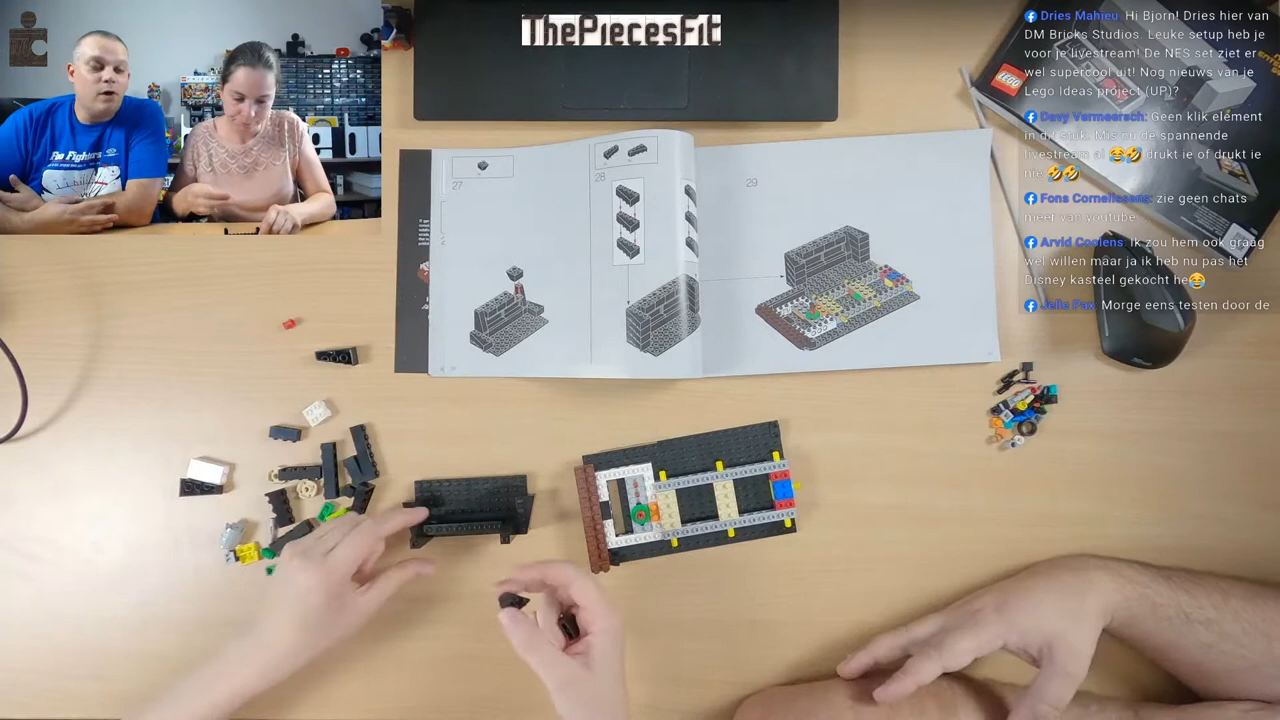 ThePiecesFit
Dries Mahieu: Hi Bjorn! Dries hier van
DM Bricks Studios. Leuke setup heb je
voor je livestream! De NES set ziet er
wel supercool uit! Nog nieuws van je
Lego Ideas project (UP)?
Davy Vermeersch: Geen klik element
in dit stuk! Mis nu de spannende
livestream al 😂🤣 drukt ie of drukt ie
nie 🤣🤣
Fons Cornelissens: zie geen chats
meer van youtube
Arvid Coolens: Ik zou hem ook graag
wel willen maar ja ik heb nu pas het
Disney kasteel gekocht he😂
Jelle Pax: Morge eens testen door de
LEGO
Foo Fighters
27
28
29